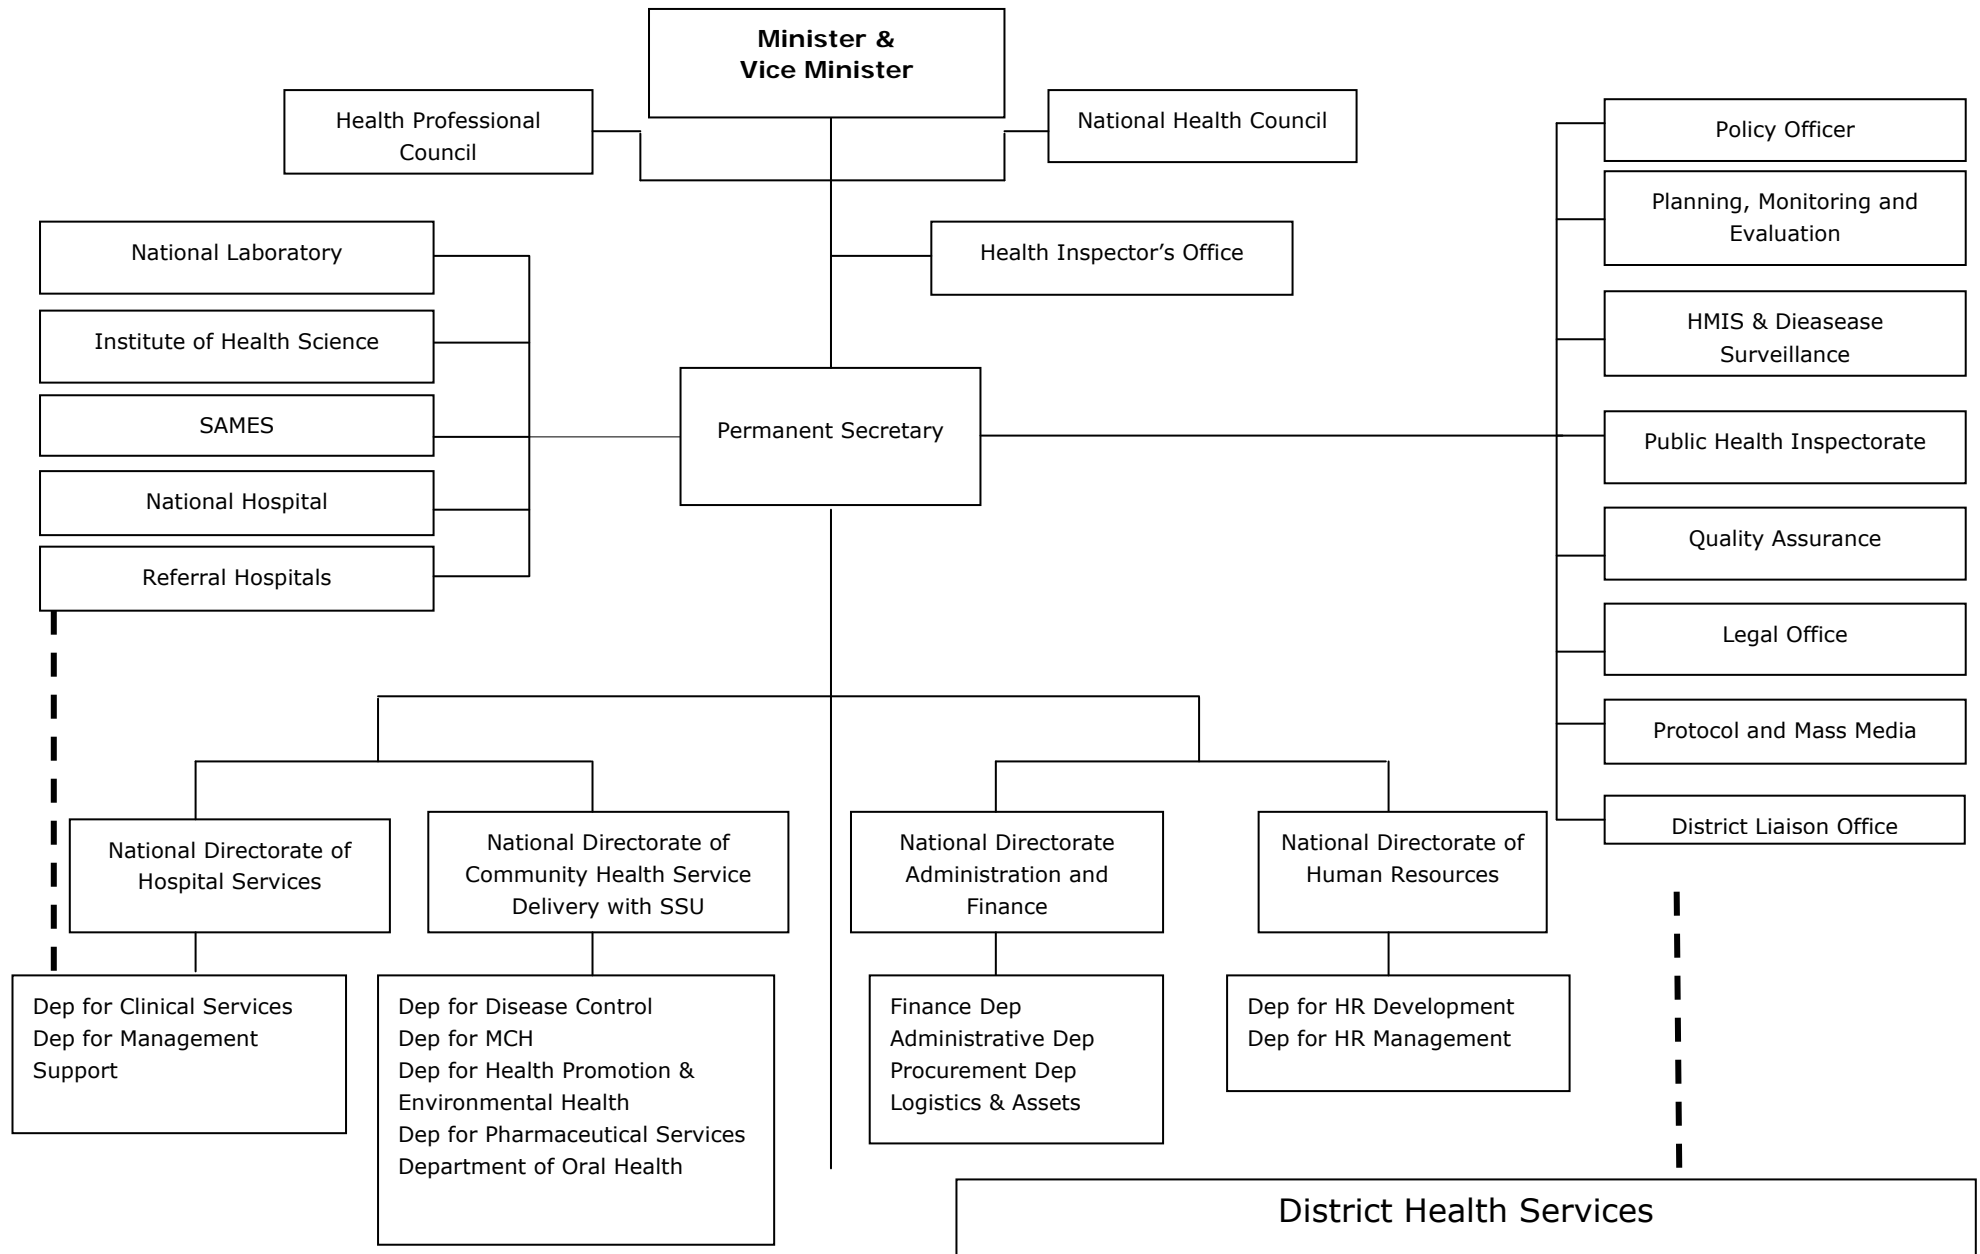 Minister &
Vice Minister
Health Professional
Council
National Health Council
Policy Officer
Planning, Monitoring and
Evaluation
National Laboratory
Health Inspector’s Office
Institute of Health Science
HMIS & Dieasease
Surveillance
SAMES
Permanent Secretary
Public Health Inspectorate
National Hospital
Quality Assurance
Referral Hospitals
Legal Office
Protocol and Mass Media
District Liaison Office
National Directorate of
Hospital Services
National Directorate of
Community Health Service
Delivery with SSU
National Directorate
Administration and
Finance
National Directorate of
Human Resources
Dep for Clinical Services
Dep for Management
Support
Dep for Disease Control
Dep for MCH
Dep for Health Promotion &
Environmental Health
Dep for Pharmaceutical Services
Department of Oral Health
Finance Dep
Administrative Dep
Procurement Dep
Logistics & Assets
Dep for HR Development
Dep for HR Management
District Health Services